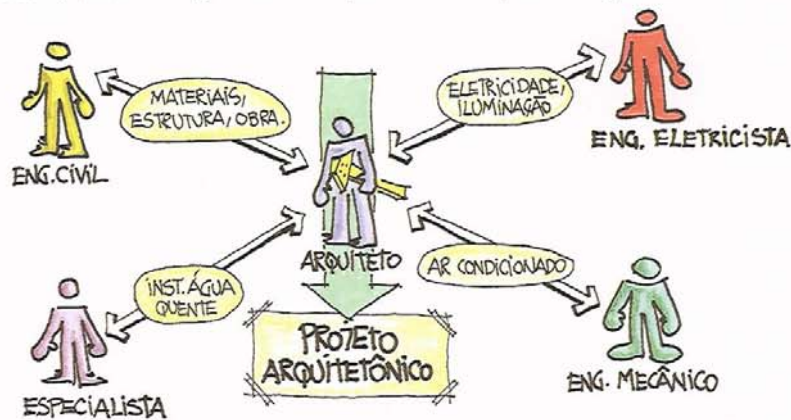 MATERIAIS,
ESTRUTURA, OBRA.
ELETRICIDADE,
ILUMINAÇÃO
ENG. CIVIL
ENG. ELETRICISTA
ARQUITETO
INST. ÁGUA
QUENTE
AR CONDICIONADO
PROJETO
ARQUITETÔNICO
ESPECIALISTA
ENG. MECÂNICO